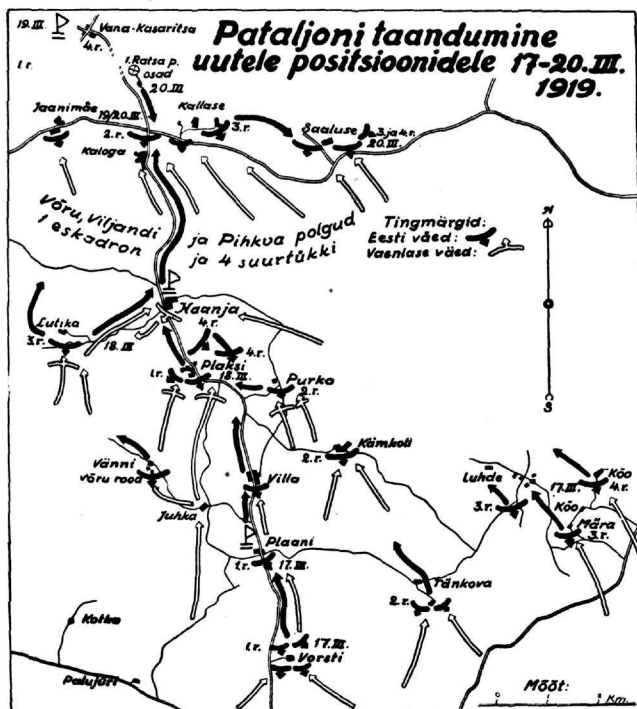 Pataljoni taandumine
uutele positsioonidele 17-20.III.
1919.
19.III
Vana-Kasaritsa
4.r.
1.r.
1.Ratsa p.
osad
20.III
Jaanimäe
19/20.III.
2.r.
Kallase
3.r.
Saaluse
3.ja 4.r.
20.III.
Kaloga
Võru, Viljandi
1 eskadron
ja Pihkva polgud
ja 4 suurtükki
Tingmärgid:
Eesti väed:
Vaenlase väed:
N
S
Haanja
4.r.
4.r.
Lutika
3.r.
18.III
1.r.
Plaksi
18.III.
Purka
2.r.
Kämkoli
2.r.
Vänni
võru rood
Villa
Juhka
Luhde
3.r.
17.III.
Köo
4.r.
Köo
Mära
3.r.
Plaani
1.r.
17.III.
Tänkova
2.r.
Kotka
1.r.
17.III.
Vorsti
Palujüri
Mõõt:
0
1
Km.